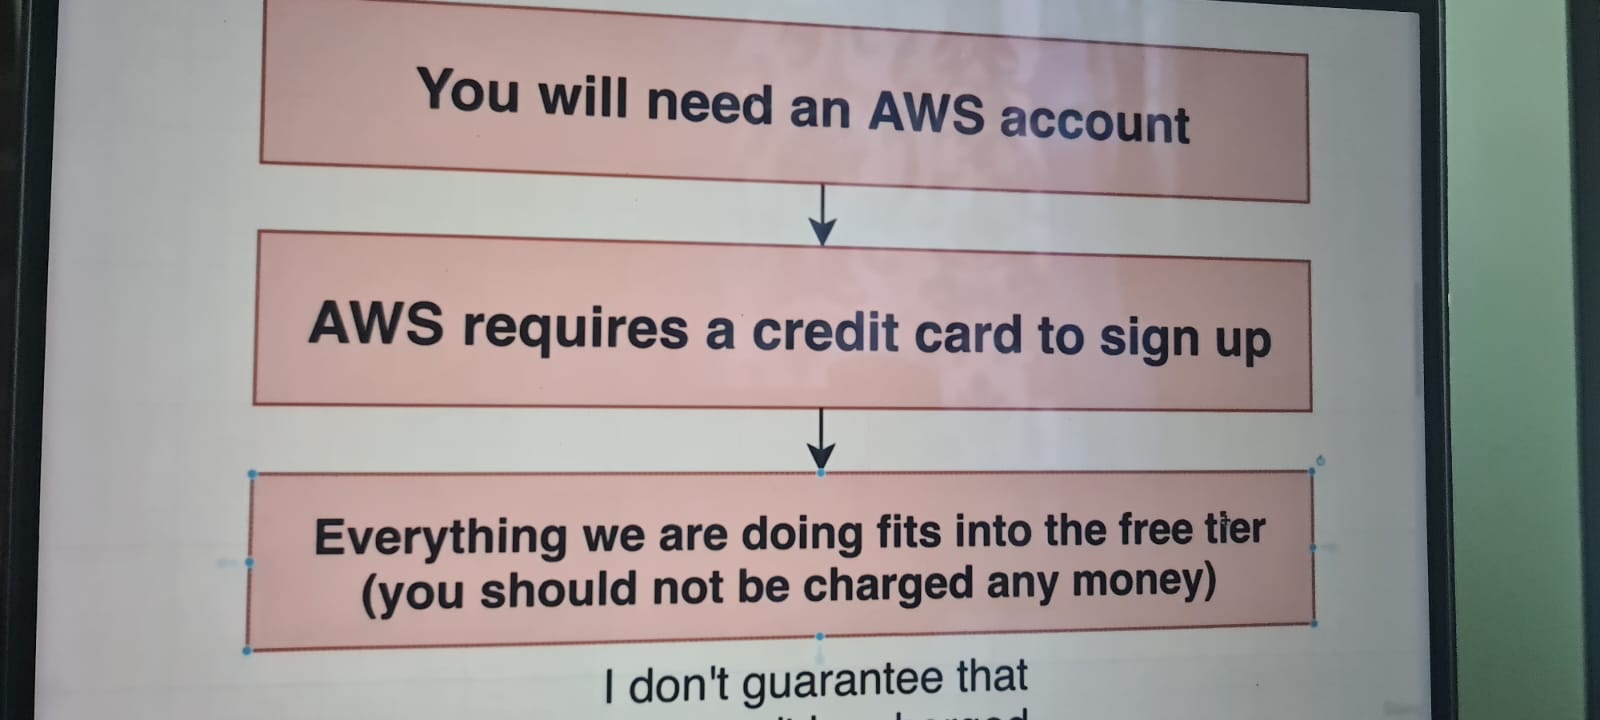 You will need an AWS account
AWS requires a credit card to sign up
Everything we are doing fits into the free tier
(you should not be charged any money)
I don't guarantee that